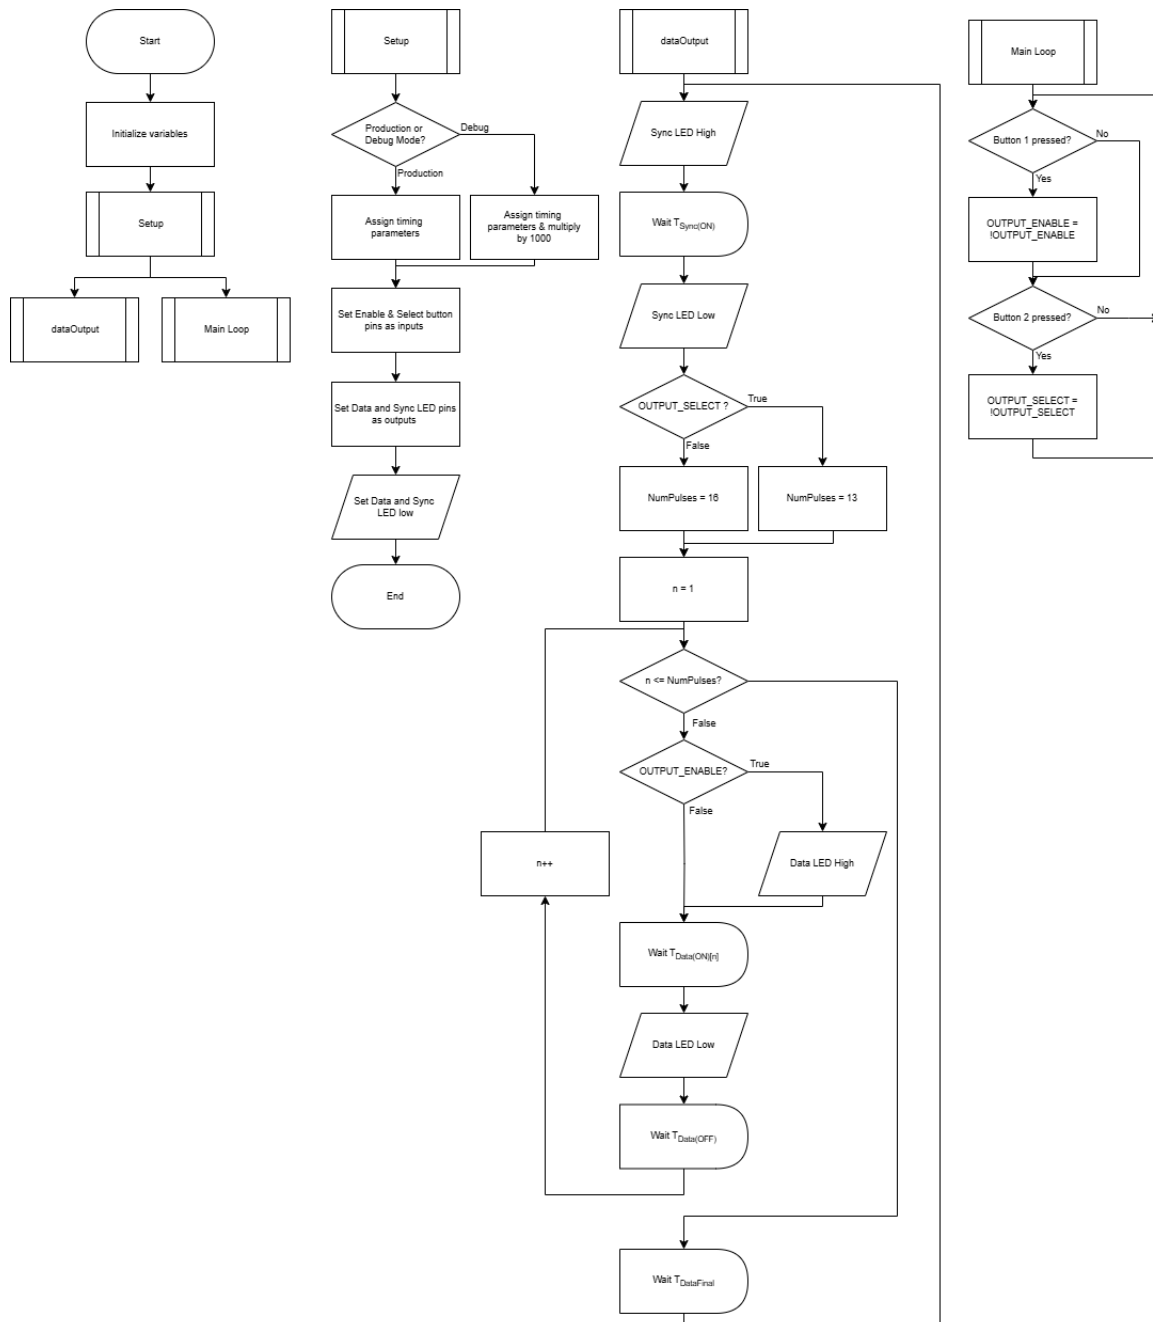 Start
Initialize variables
Setup
dataOutput
Main Loop
Setup
Production or
Debug Mode?
Debug
Production
Assign timing
parameters
Assign timing
parameters & multiply
by 1000
Set Enable & Select button
pins as inputs
Set Data and Sync LED pins
as outputs
Set Data and Sync
LED low
End
dataOutput
Sync LED High
Wait TSync(ON)
Sync LED Low
OUTPUT_SELECT ?
True
False
NumPulses = 16
NumPulses = 13
n = 1
n <= NumPulses?
False
OUTPUT_ENABLE?
True
False
Data LED High
n++
Wait TData(ON)[n]
Data LED Low
Wait TData(OFF)
Wait TDataFinal
Main Loop
Button 1 pressed?
No
Yes
OUTPUT_ENABLE =
!OUTPUT_ENABLE
Button 2 pressed?
No
Yes
OUTPUT_SELECT =
!OUTPUT_SELECT